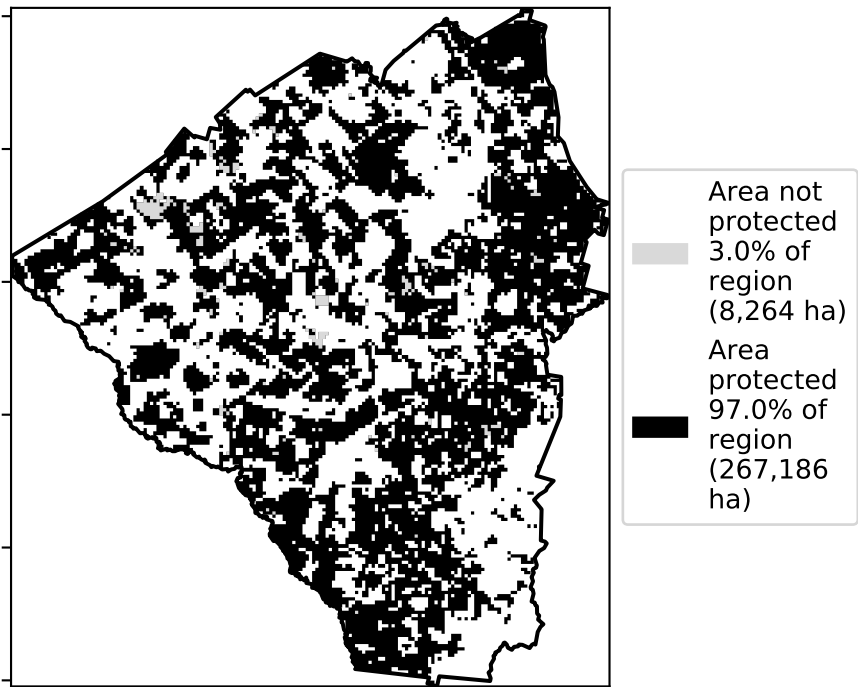 Area not
protected
3.0% of
region
(8,264 ha)
Area
protected
97.0% of
region
(267,186
ha)